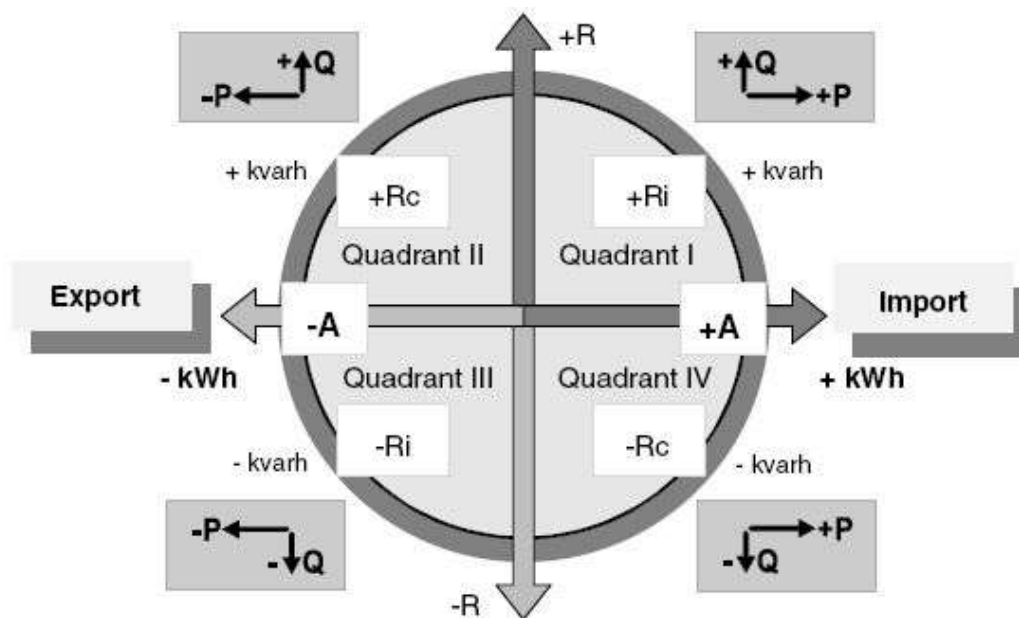 +R
+Q
-P
+Q
+P
+ kvarh
+ kvarh
+Rc
+Ri
Quadrant II
Quadrant I
Export
Import
-A
+A
- kWh
+ kWh
Quadrant III
Quadrant IV
-Ri
-Rc
- kvarh
- kvarh
-P
-Q
+P
-Q
-R